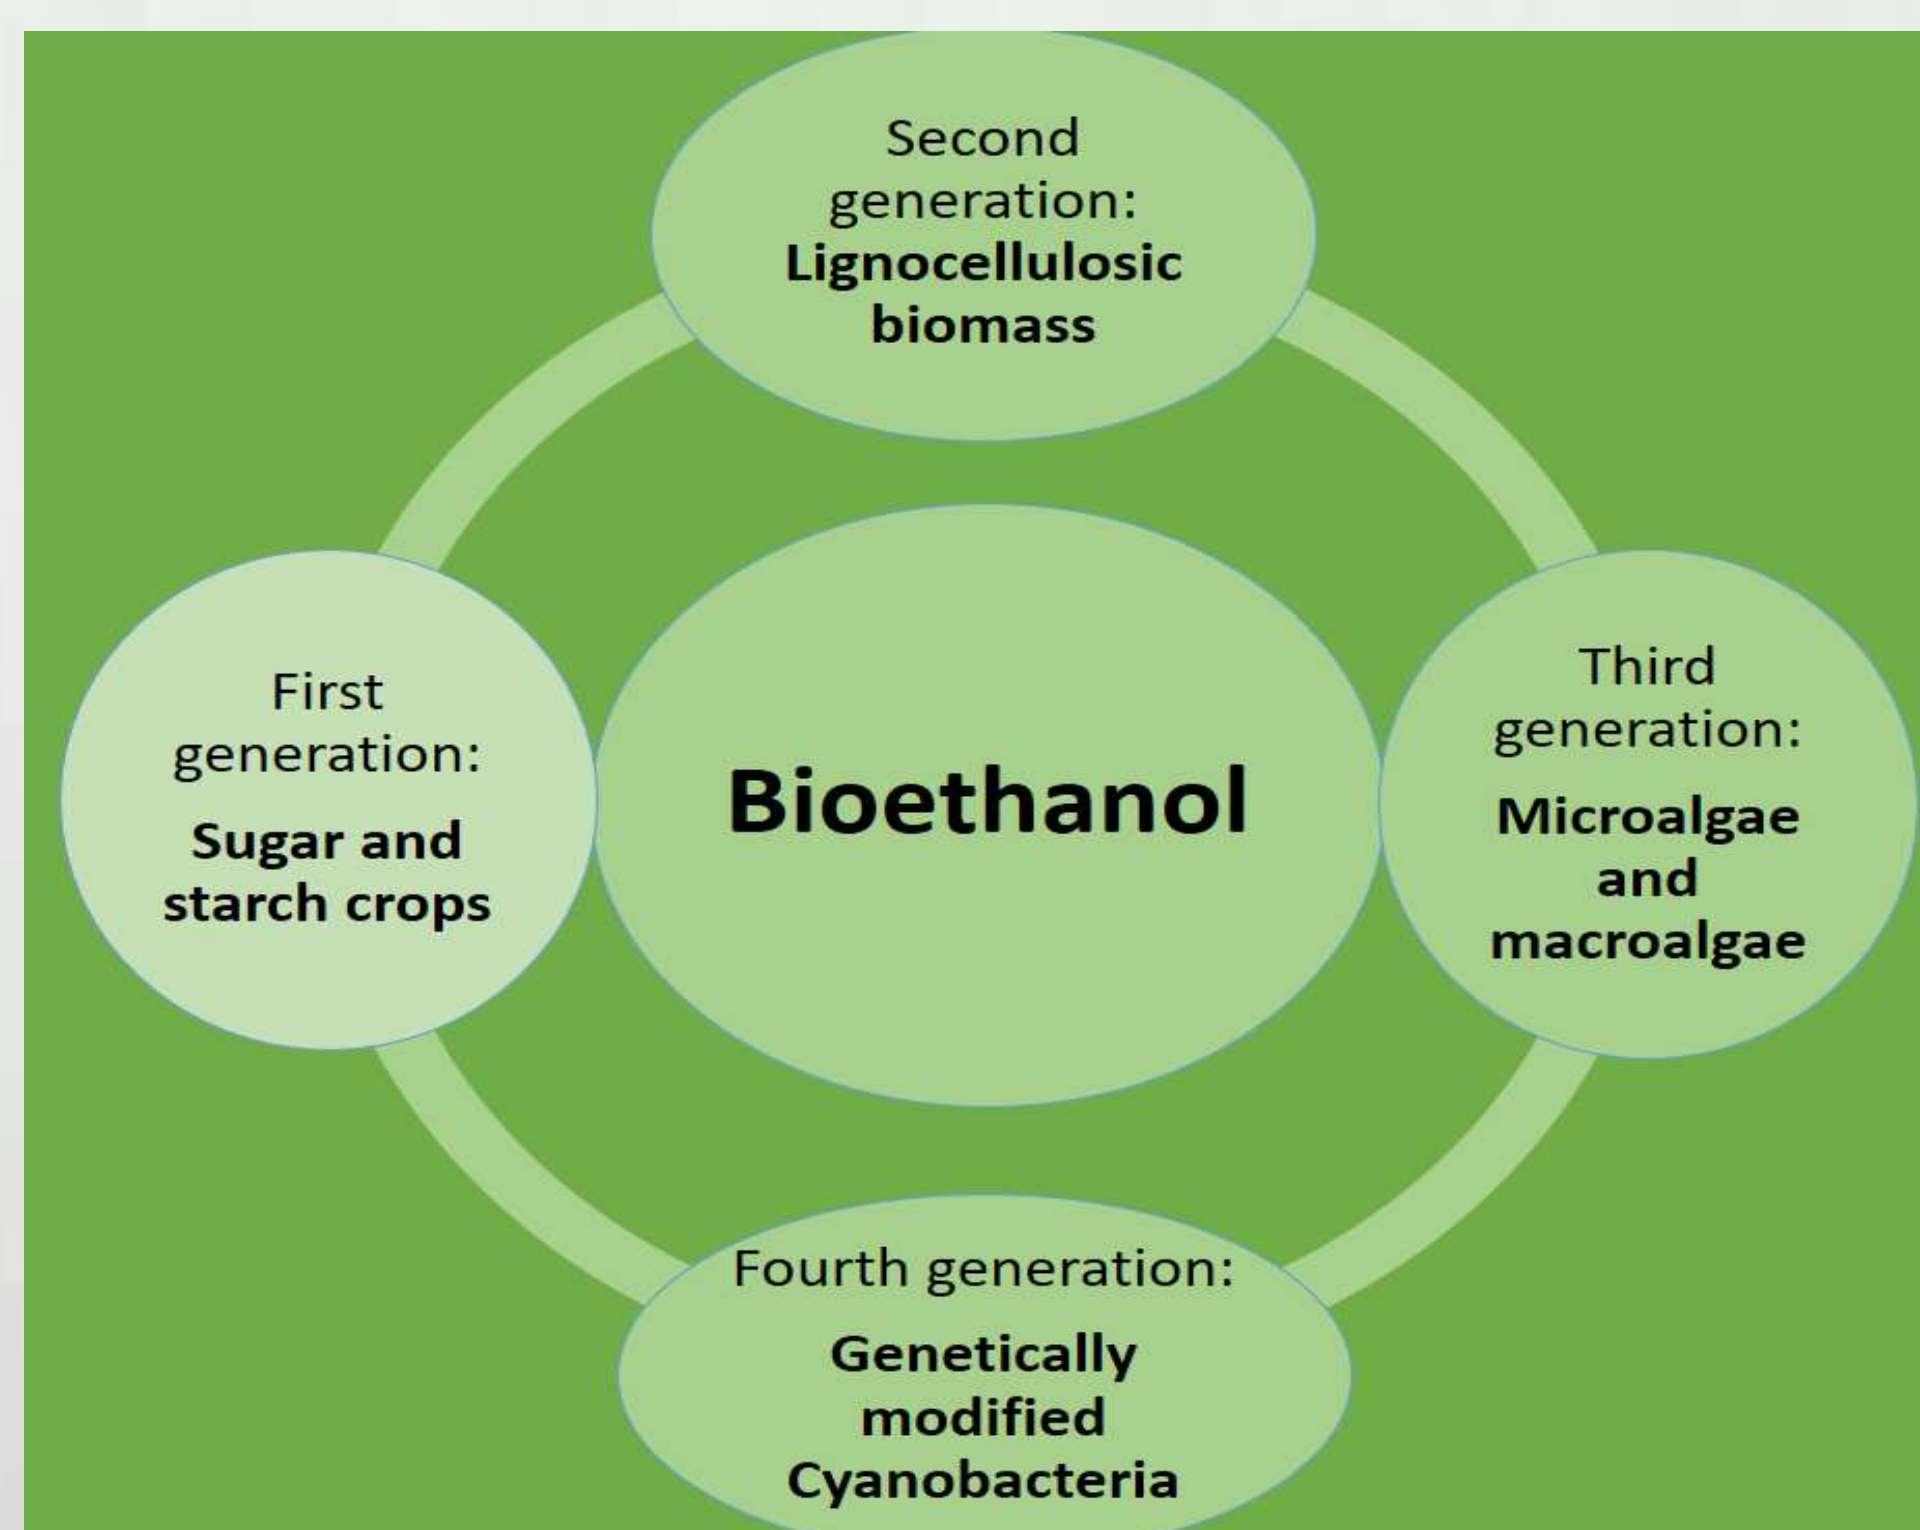 Second
generation:
Lignocellulosic
biomass
First
generation:
Sugar and
starch crops
Bioethanol
Third
generation:
Microalgae
and
macroalgae
Fourth generation:
Genetically
modified
Cyanobacteria